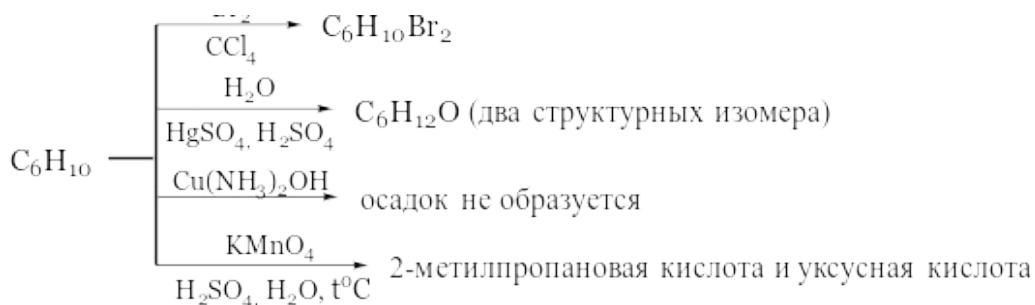 C₆H₁₀Br₂
CCl₄
H₂O
C₆H₁₂O (два структурных изомера)
HgSO₄, H₂SO₄
C₆H₁₀
Cu(NH₃)₂OH
осадок не образуется
KMnO₄
2-метилпропановая кислота и уксусная кислота
H₂SO₄, H₂O, t⁰C